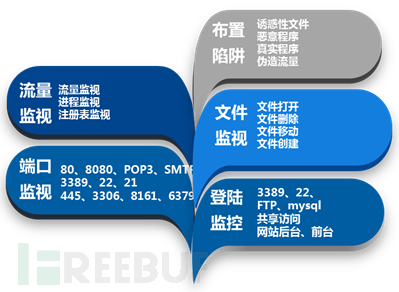 布置
陷阱
诱惑性文件
恶意程序
真实程序
伪造流量
流量
监视
流量监视
进程监视
注册表监视
文件
监视
文件打开
文件删除
文件移动
文件创建
端口
监视
80、8080、POP3、SMTP
3389、22、21
445、3306、8161、6379
登陆
监控
3389、22、
FTP、mysql
共享访问
网站后台、前台
FREEBU